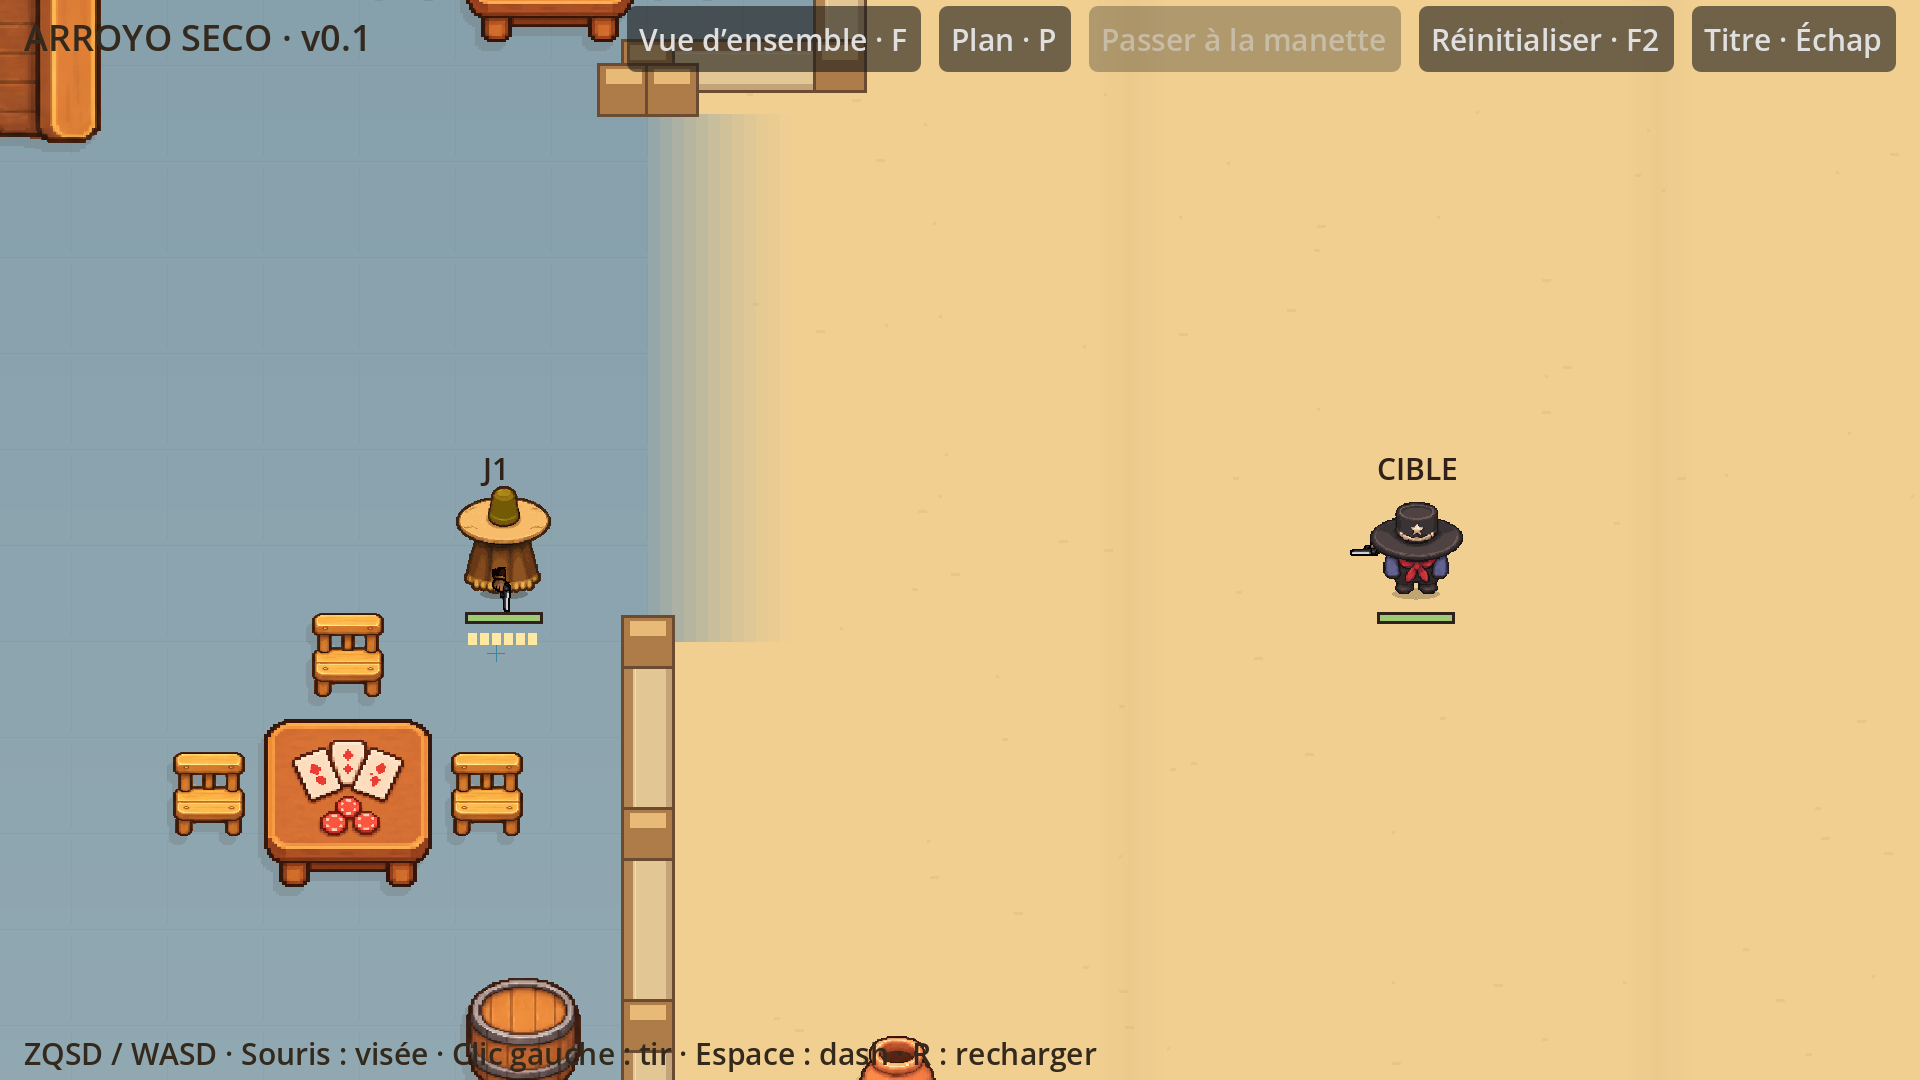 ARROYO SECO · v0.1
Vue d’ensemble · F
Plan · P
Passer à la manette
Réinitialiser · F2
Titre · Échap
J1
CIBLE
ZQSD / WASD · Souris : visée · Clic gauche : tir · Espace : dash · R : recharger